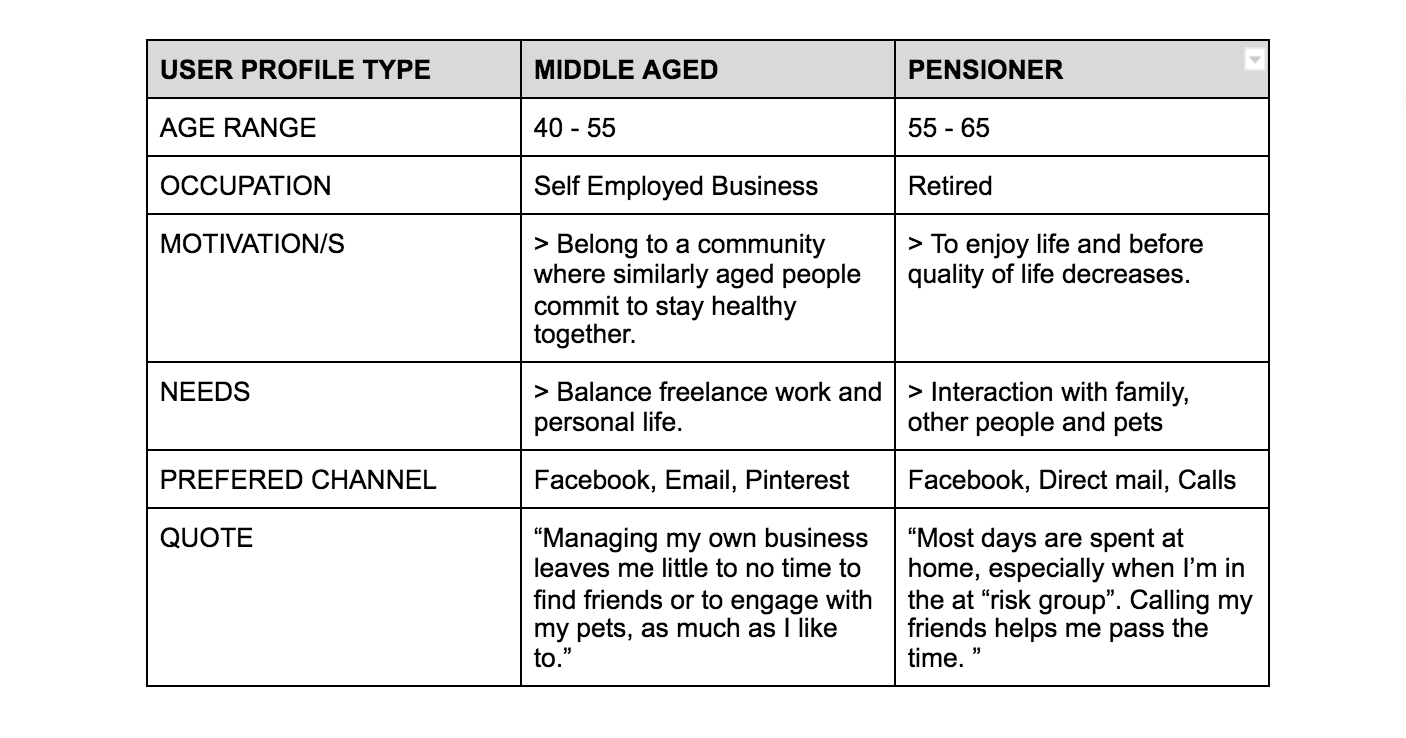 USER PROFILE TYPE
MIDDLE AGED
PENSIONER
AGE RANGE
40 - 55
55 - 65
OCCUPATION
Self Employed Business
Retired
MOTIVATION/S
> Belong to a community
where similarly aged people
commit to stay healthy
together.
> To enjoy life and before
quality of life decreases.
NEEDS
> Balance freelance work and
personal life.
> Interaction with family,
other people and pets
PREFERED CHANNEL
Facebook, Email, Pinterest
Facebook, Direct mail, Calls
QUOTE
“Managing my own business
leaves me little to no time to
find friends or to engage with
my pets, as much as I like
to.”
“Most days are spent at
home, especially when I’m in
the at “risk group”. Calling my
friends helps me pass the
time. ”